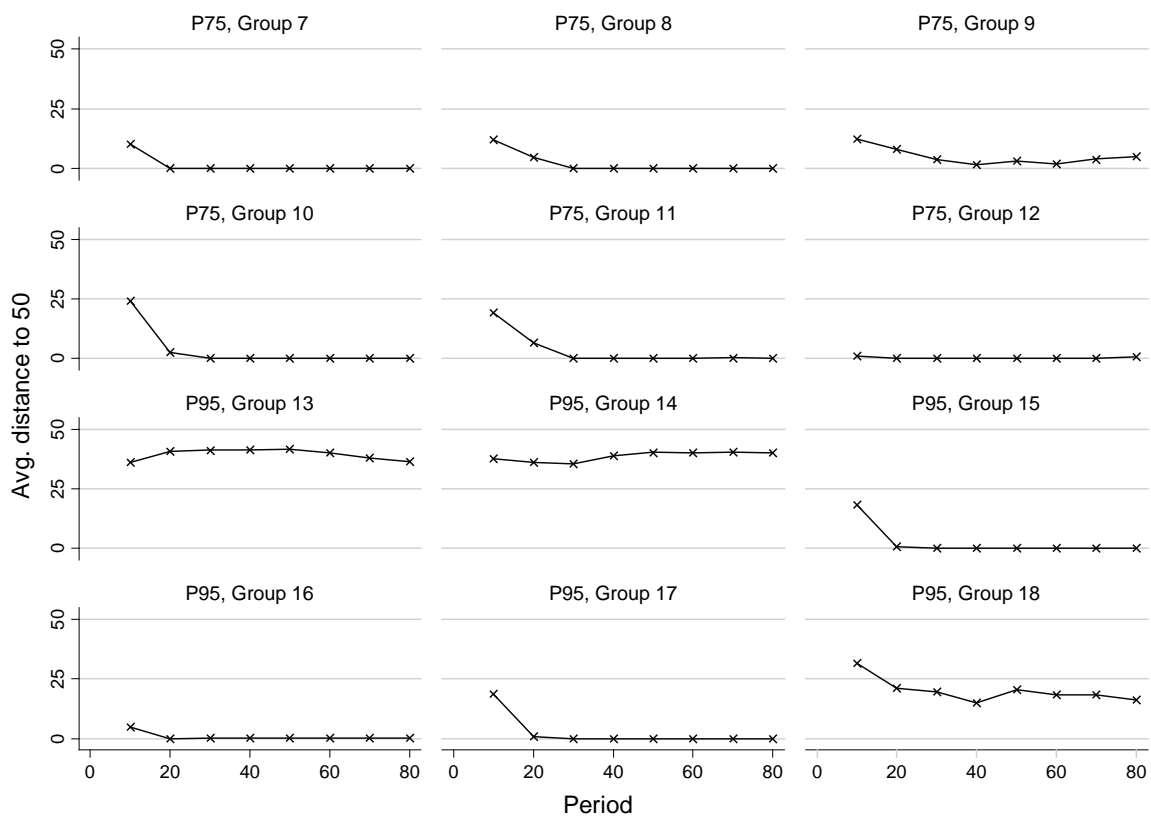 P75, Group 7
P75, Group 8
P75, Group 9
50
25
0
P75, Group 10
P75, Group 11
P75, Group 12
50
25
0
P95, Group 13
P95, Group 14
P95, Group 15
50
25
0
P95, Group 16
P95, Group 17
P95, Group 18
50
25
0
0 20 40 60 80
0 20 40 60 80
0 20 40 60 80
Avg. distance to 50
Period